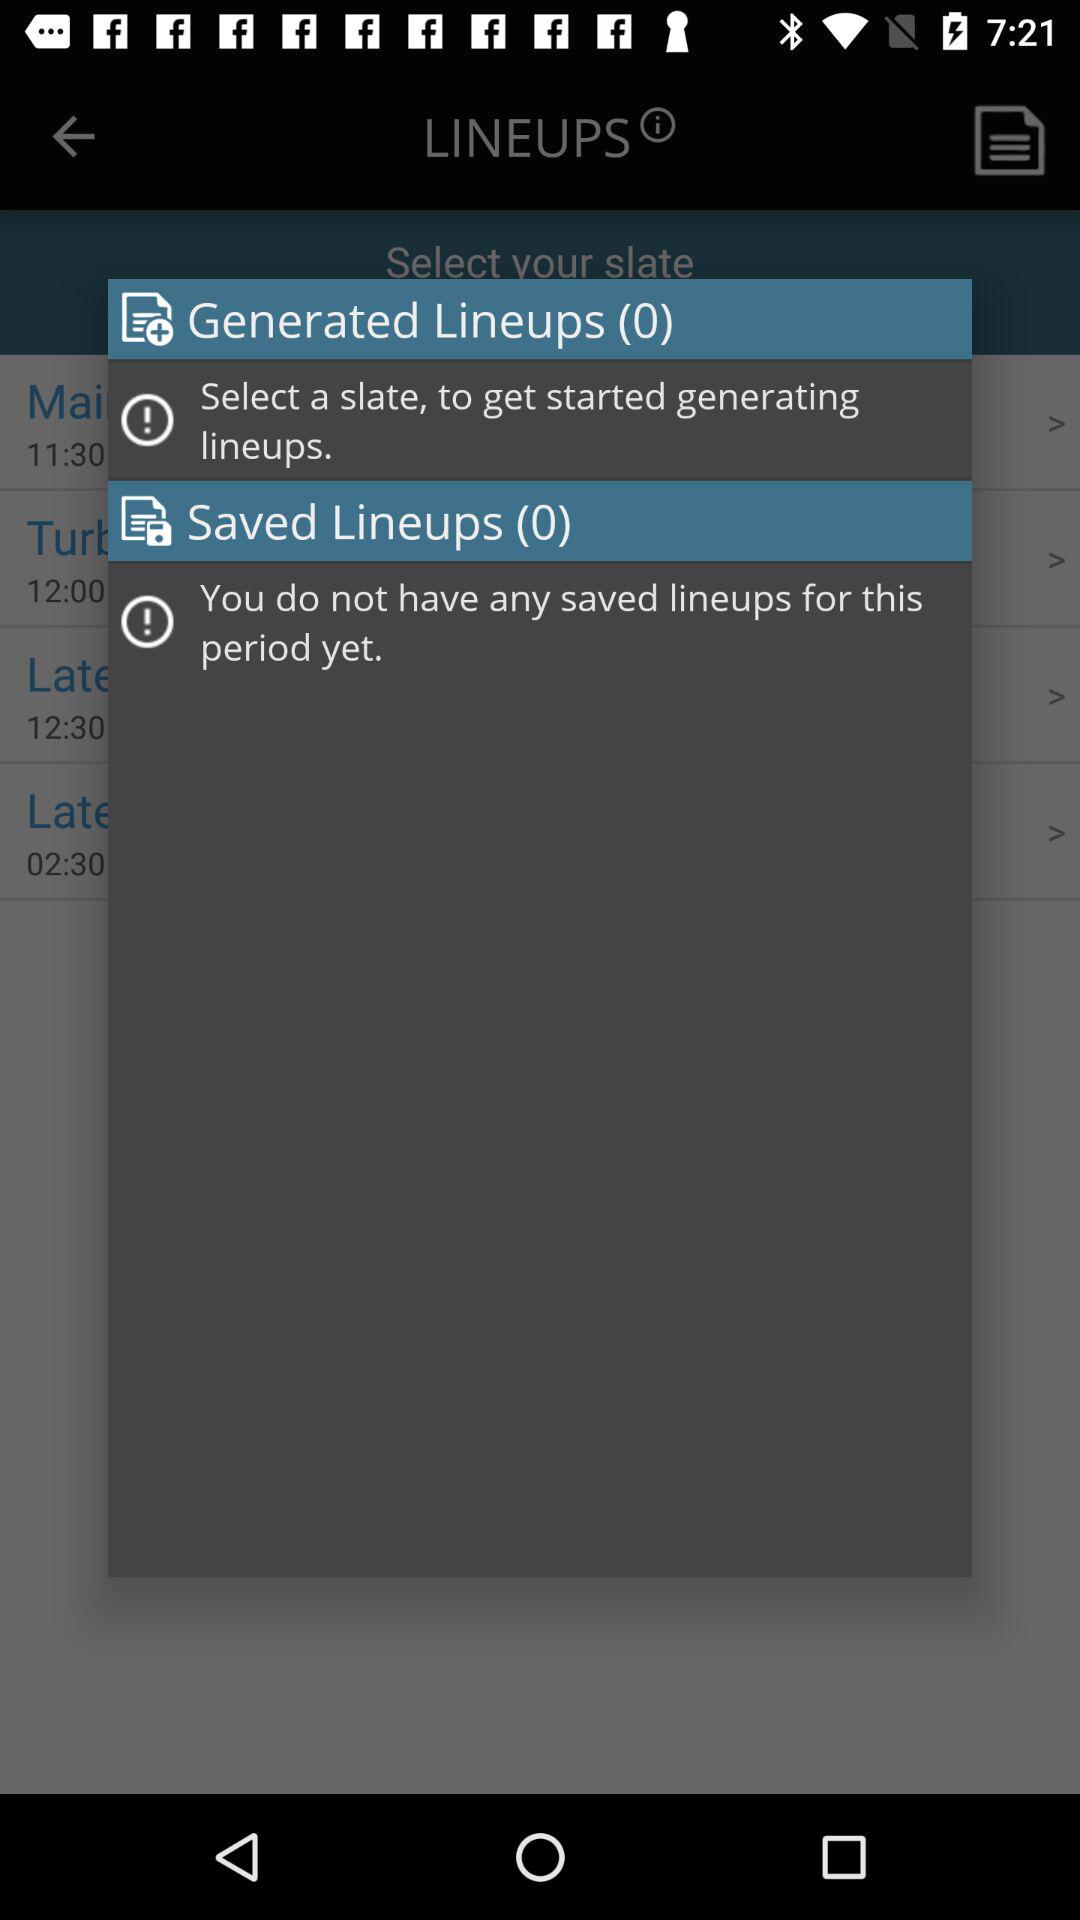 7:21
LINEUPS
Select your slate
Generated Lineups (0)
Select a slate, to get started generating
lineups.
Saved Lineups (0)
You do not have any saved lineups for this
period yet.
11:30
>
12:00
>
Late
12:30
>
Late
02:30
>